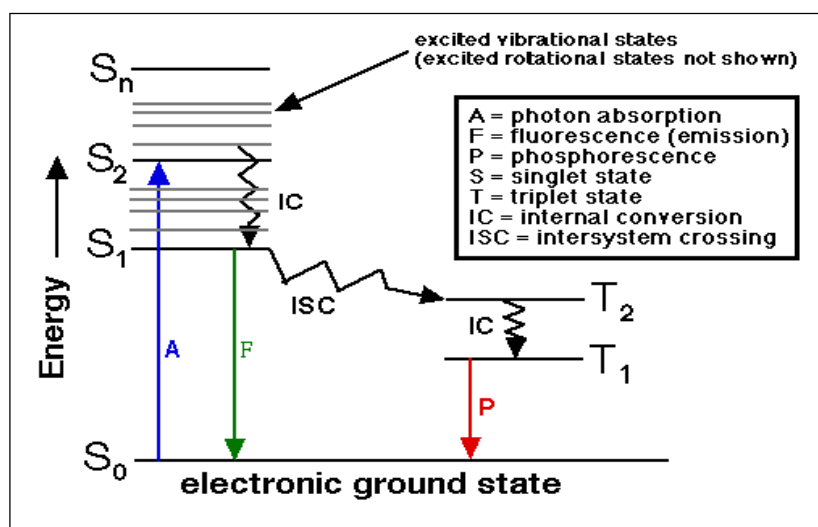 excited vibrational states
(excited rotational states not shown)
Sn
A = photon absorption
F = fluorescence (emission)
P = phosphorescence
S = singlet state
T = triplet state
IC = internal conversion
ISC = intersystem crossing
S2
IC
S1
ISC
T2
IC
T1
Energy
A
F
P
S0
electronic ground state